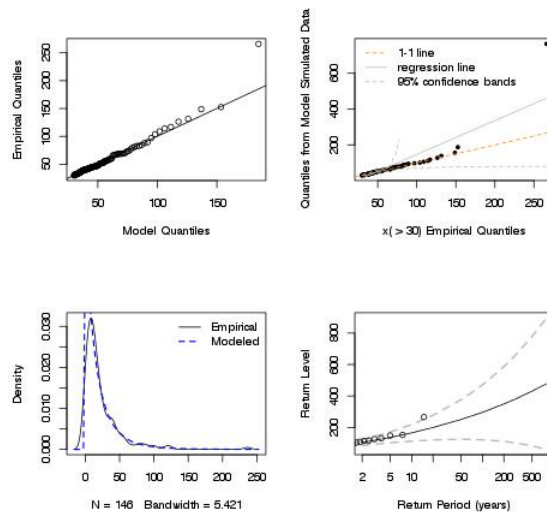 Empirical Quantiles
50 100 150 200 250
50 100 150
Model Quantiles
Quantiles from Model Simulated Data
200 400 600 800
1-1 line
regression line
95% confidence bands
50 100 150 200 250
x( > 30) Empirical Quantiles
Density
0.000 0.010 0.020 0.030
Empirical
Modeled
0 50 100 150 200 250
N = 146 Bandwidth = 5.421
Return Level
200 400 600 800
2 5 10 50 200 500
Return Period (years)